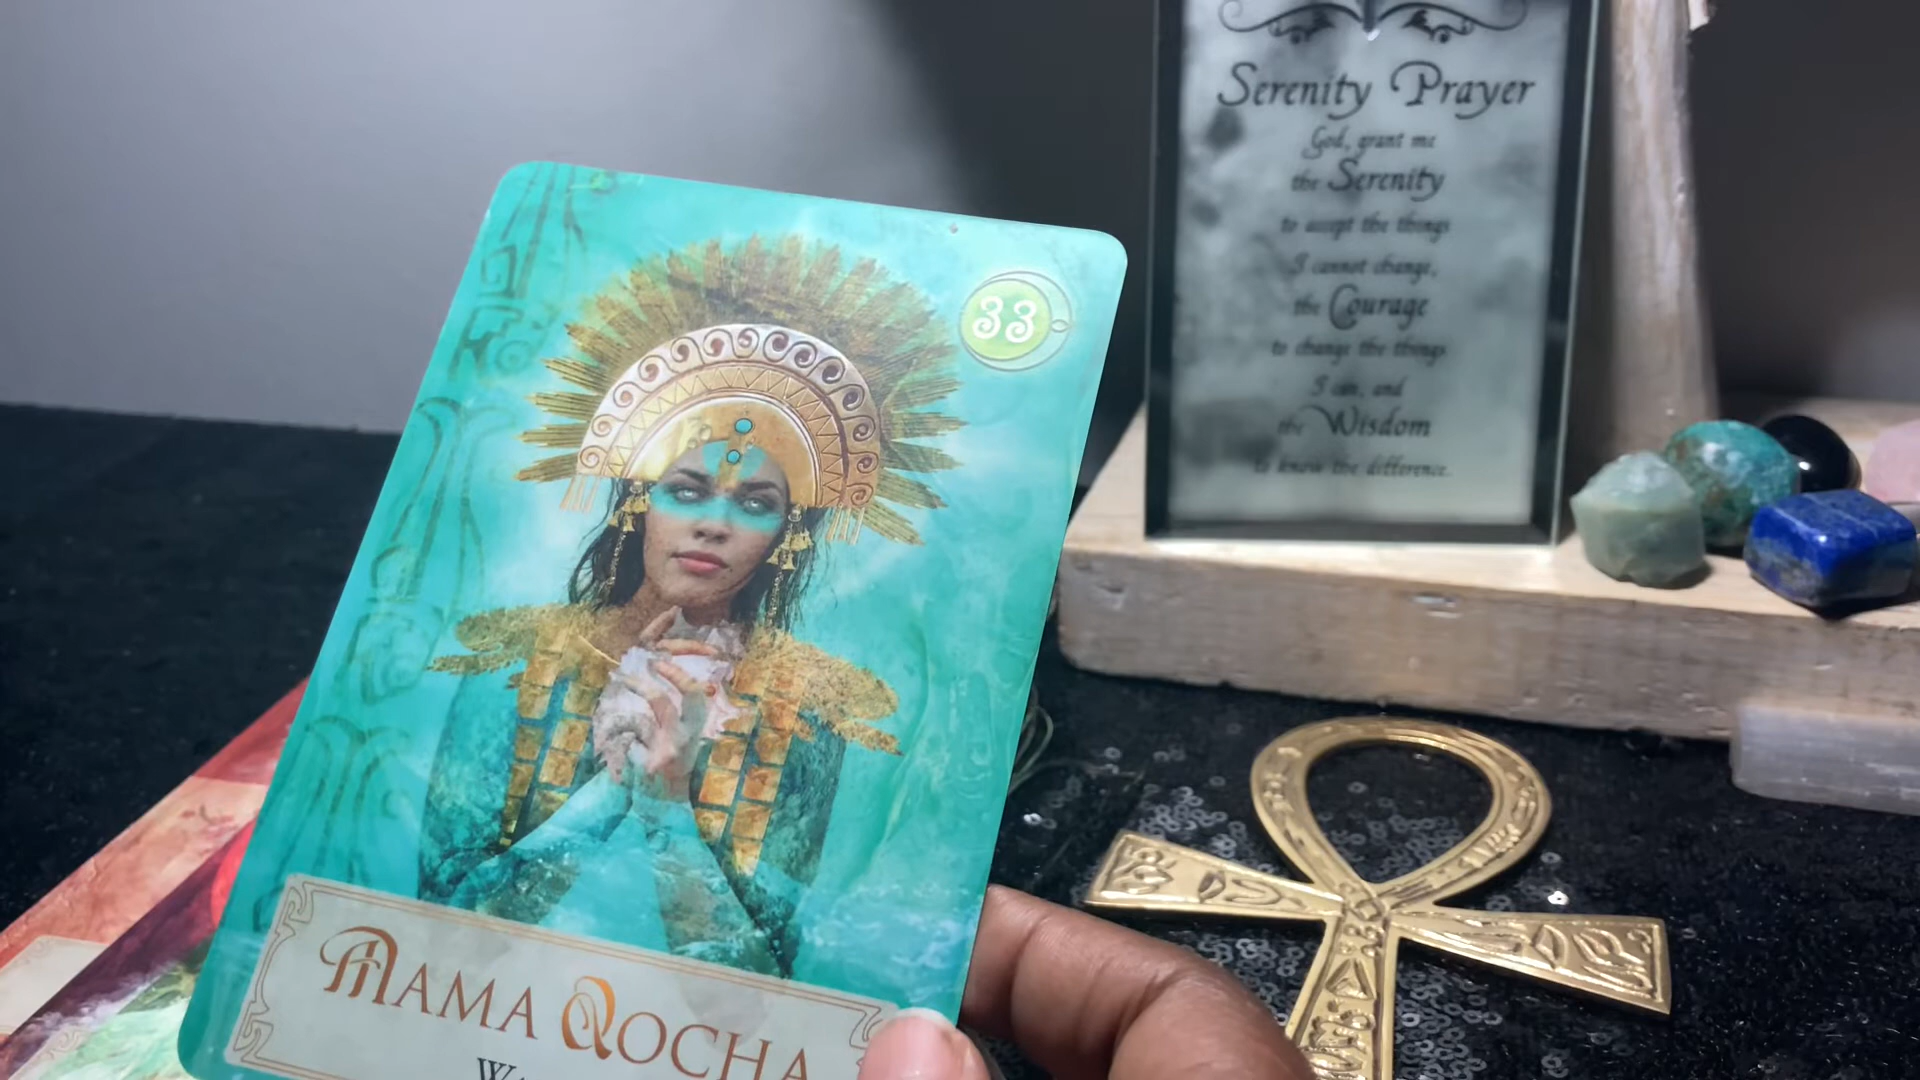 33
MAMA QOCHA
Serenity Prayer
God, grant me
the Serenity
to accept the things
I cannot change,
the Courage
to change the things
I can, and
the Wisdom
to know the difference.